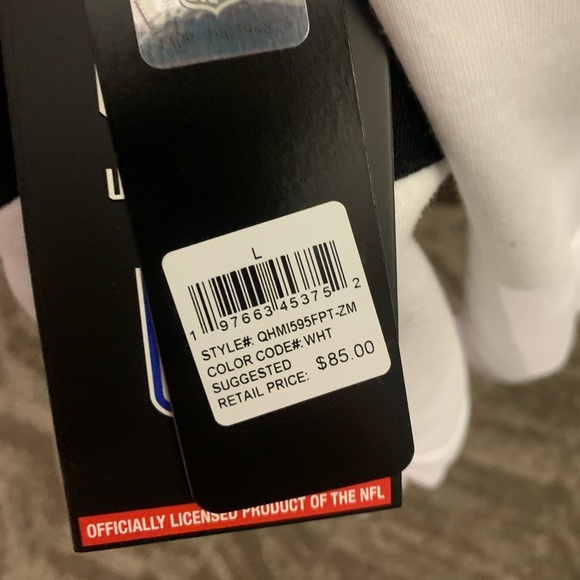 NFL
L
1 97663 45375 2
STYLE#: QHMI595FPT-ZM
COLOR CODE#: WHT
SUGGESTED
RETAIL PRICE: $85.00
OFFICIALLY LICENSED PRODUCT OF THE NFL